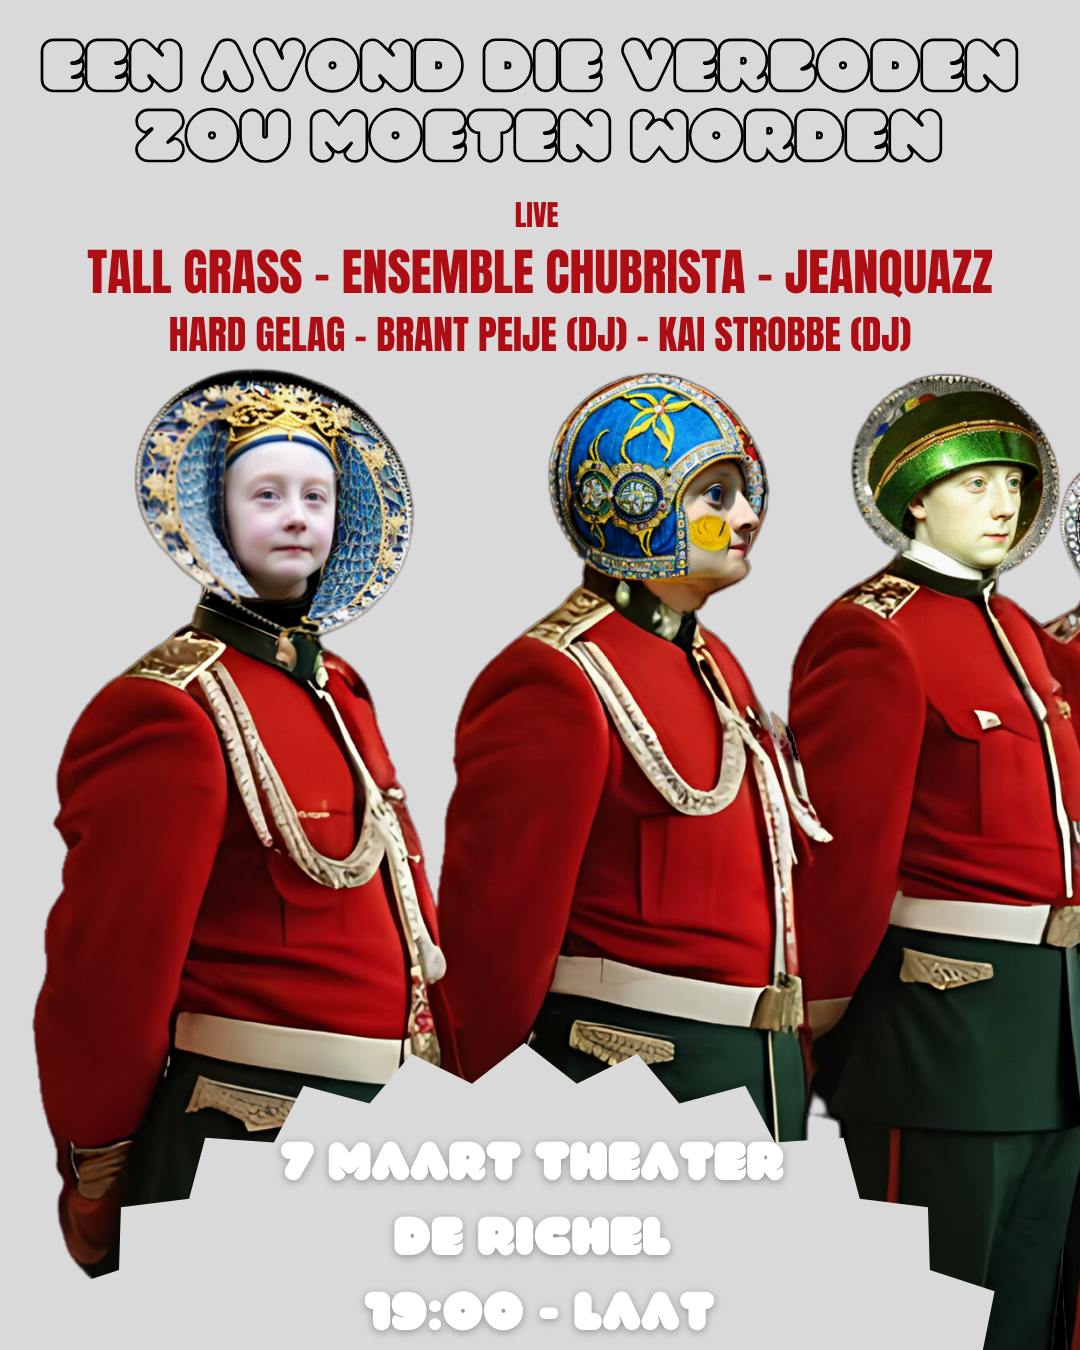 EEN AVOND DIE VERBODEN
ZOU MOETEN WORDEN
LIVE
TALL GRASS - ENSEMBLE CHUBRISTA - JEANQUAZZ
HARD GELAG - BRANT PEIJE (DJ) - KAI STROBBE (DJ)
7 MAART THEATER
DE RICHEL
19:00 - LAAT